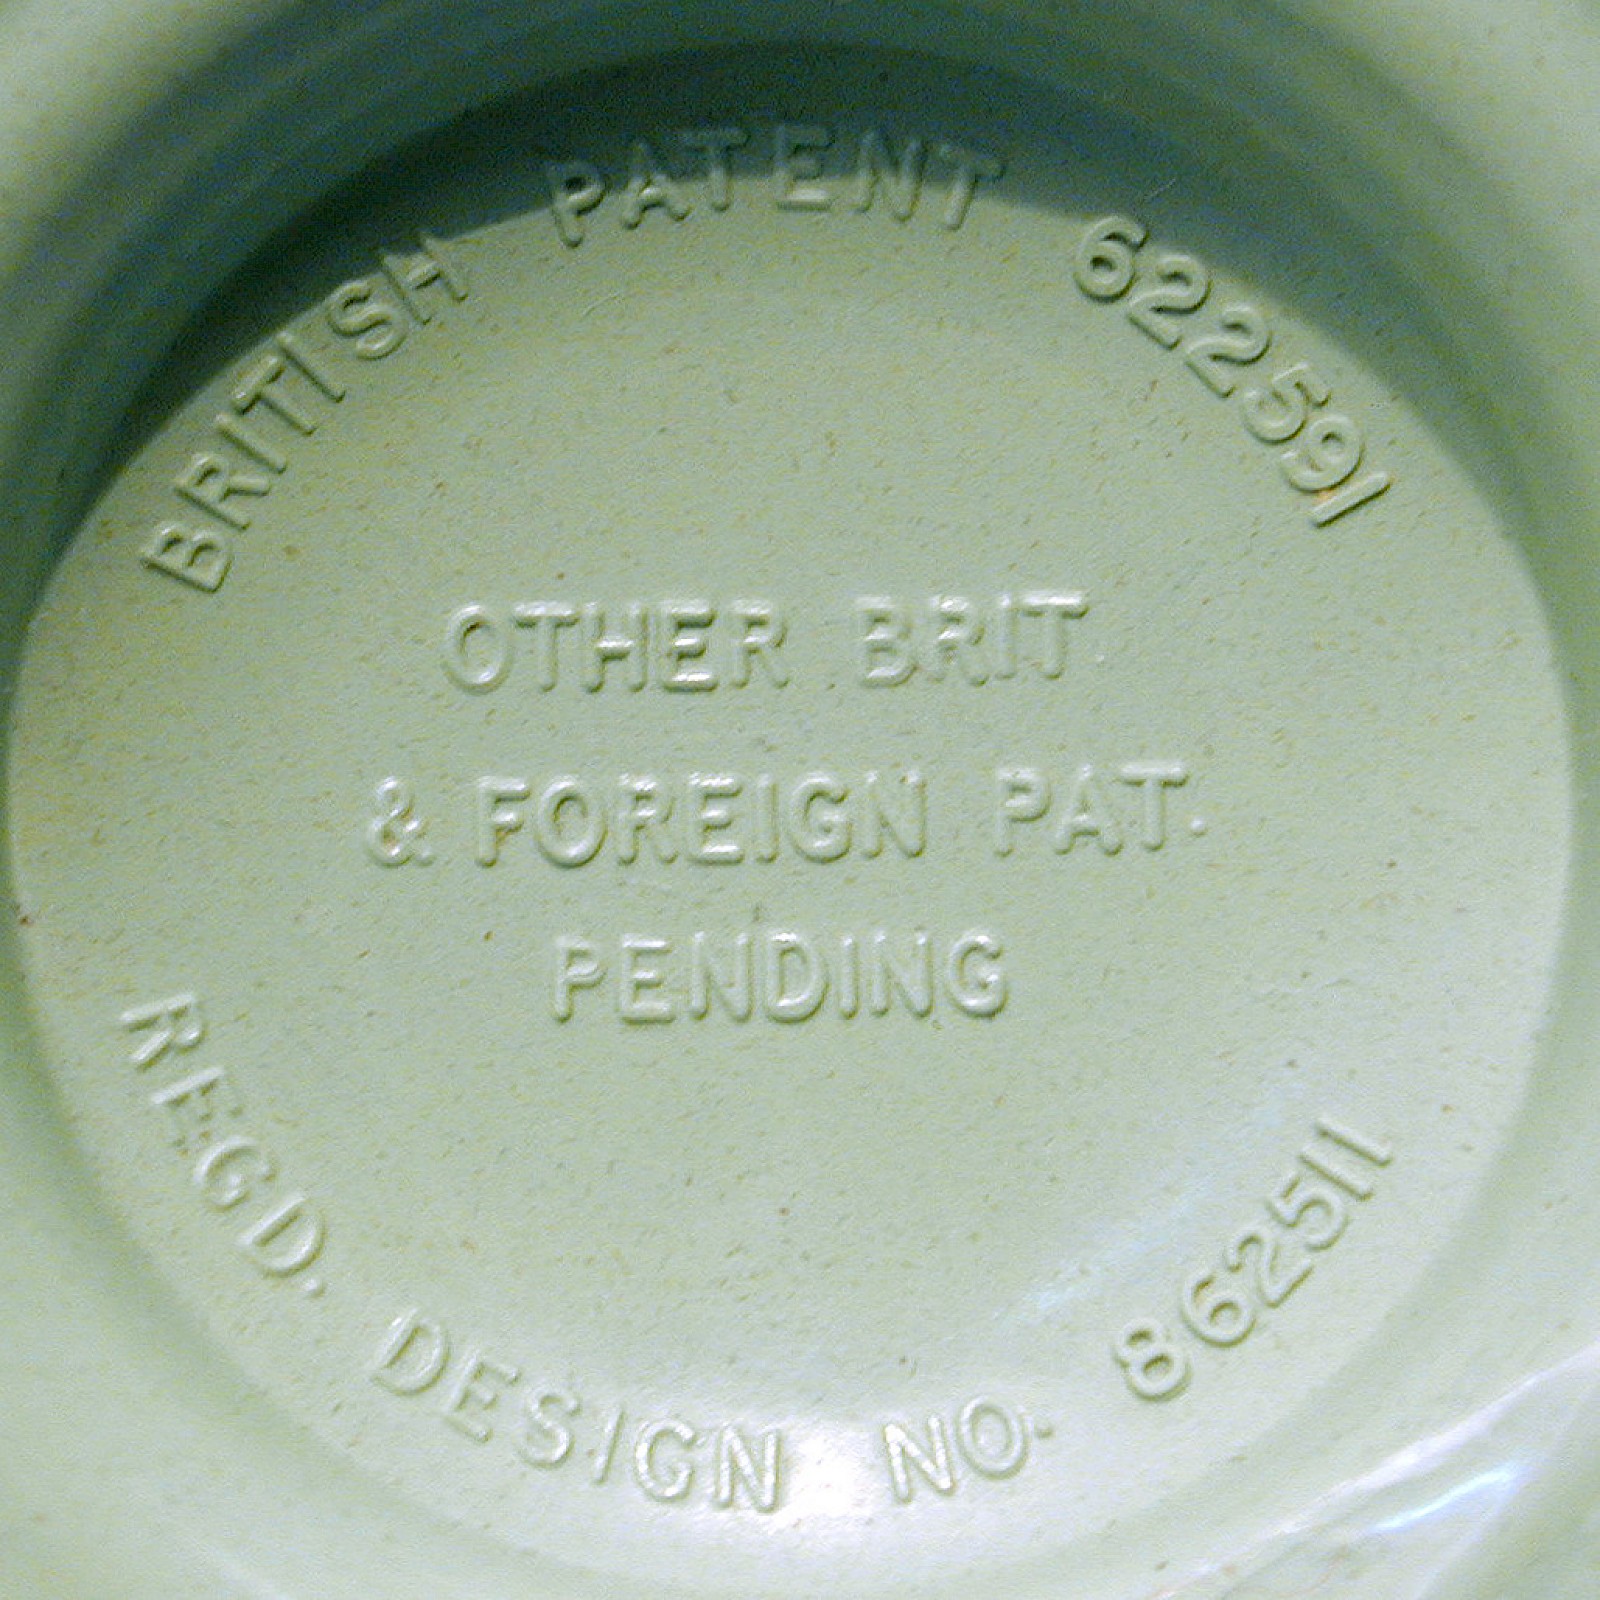 BRITISH PATENT 622591
OTHER BRIT
& FOREIGN PAT.
PENDING
REGD. DESIGN NO. 862511